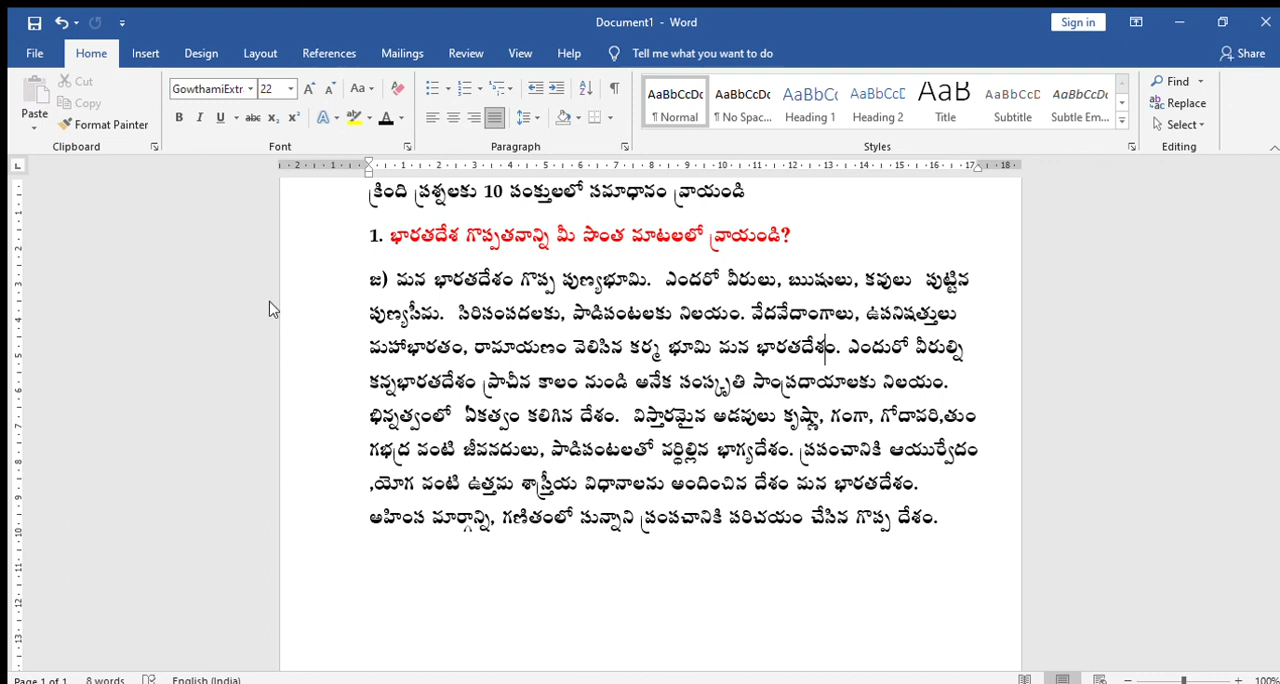 Document1 - Word
Sign in
File Home Insert Design Layout References Mailings Review View Help Tell me what you want to do Share
Cut
Copy
Format Painter
Paste
GowthamiExtr 22
Clipboard Font Paragraph Styles Editing
AaBbCcDc AaBbCcDc AaBbCc AaBbCcD AaB AaBbCcD AaBbCcDc
¶ Normal ¶ No Spac... Heading 1 Heading 2 Title Subtitle Subtle Em...
Find
Replace
Select
క్రింది ప్రశ్నలకు 10 పంక్తులలో సమాధానం వ్రాయండి
1. భారతదేశ గొప్పతనాన్ని మీ సొంత మాటలలో వ్రాయండి?
జ) మన భారతదేశం గొప్ప పుణ్యభూమి. ఎందరో వీరులు, ఋషులు, కవులు పుట్టిన
పుణ్యసీమ. సిరిసంపదలకు, పాడిపంటలకు నిలయం. వేదవేదాంగాలు, ఉపనిషత్తులు
మహాభారతం, రామాయణం వెలిసిన కర్మ భూమి మన భారతదేశం. ఎందురో వీరుల్ని
కన్నభారతదేశం ప్రాచీన కాలం నుండి అనేక సంస్కృతి సాంప్రదాయాలకు నిలయం.
భిన్నత్వంలో ఏకత్వం కలిగిన దేశం. విస్తారమైన అడవులు కృష్ణా, గంగా, గోదావరి,తుం
గభద్ర వంటి జీవనదులు, పాడిపంటలతో వర్ధిల్లిన భాగ్యదేశం. ప్రపంచానికి ఆయుర్వేదం
,యోగ వంటి ఉత్తమ శాస్త్రీయ విధానాలను అందించిన దేశం మన భారతదేశం.
అహింస మార్గాన్ని, గణితంలో సున్నాని ప్రంపచానికి పరిచయం చేసిన గొప్ప దేశం.
Page 1 of 1 8 words English (India) 100%